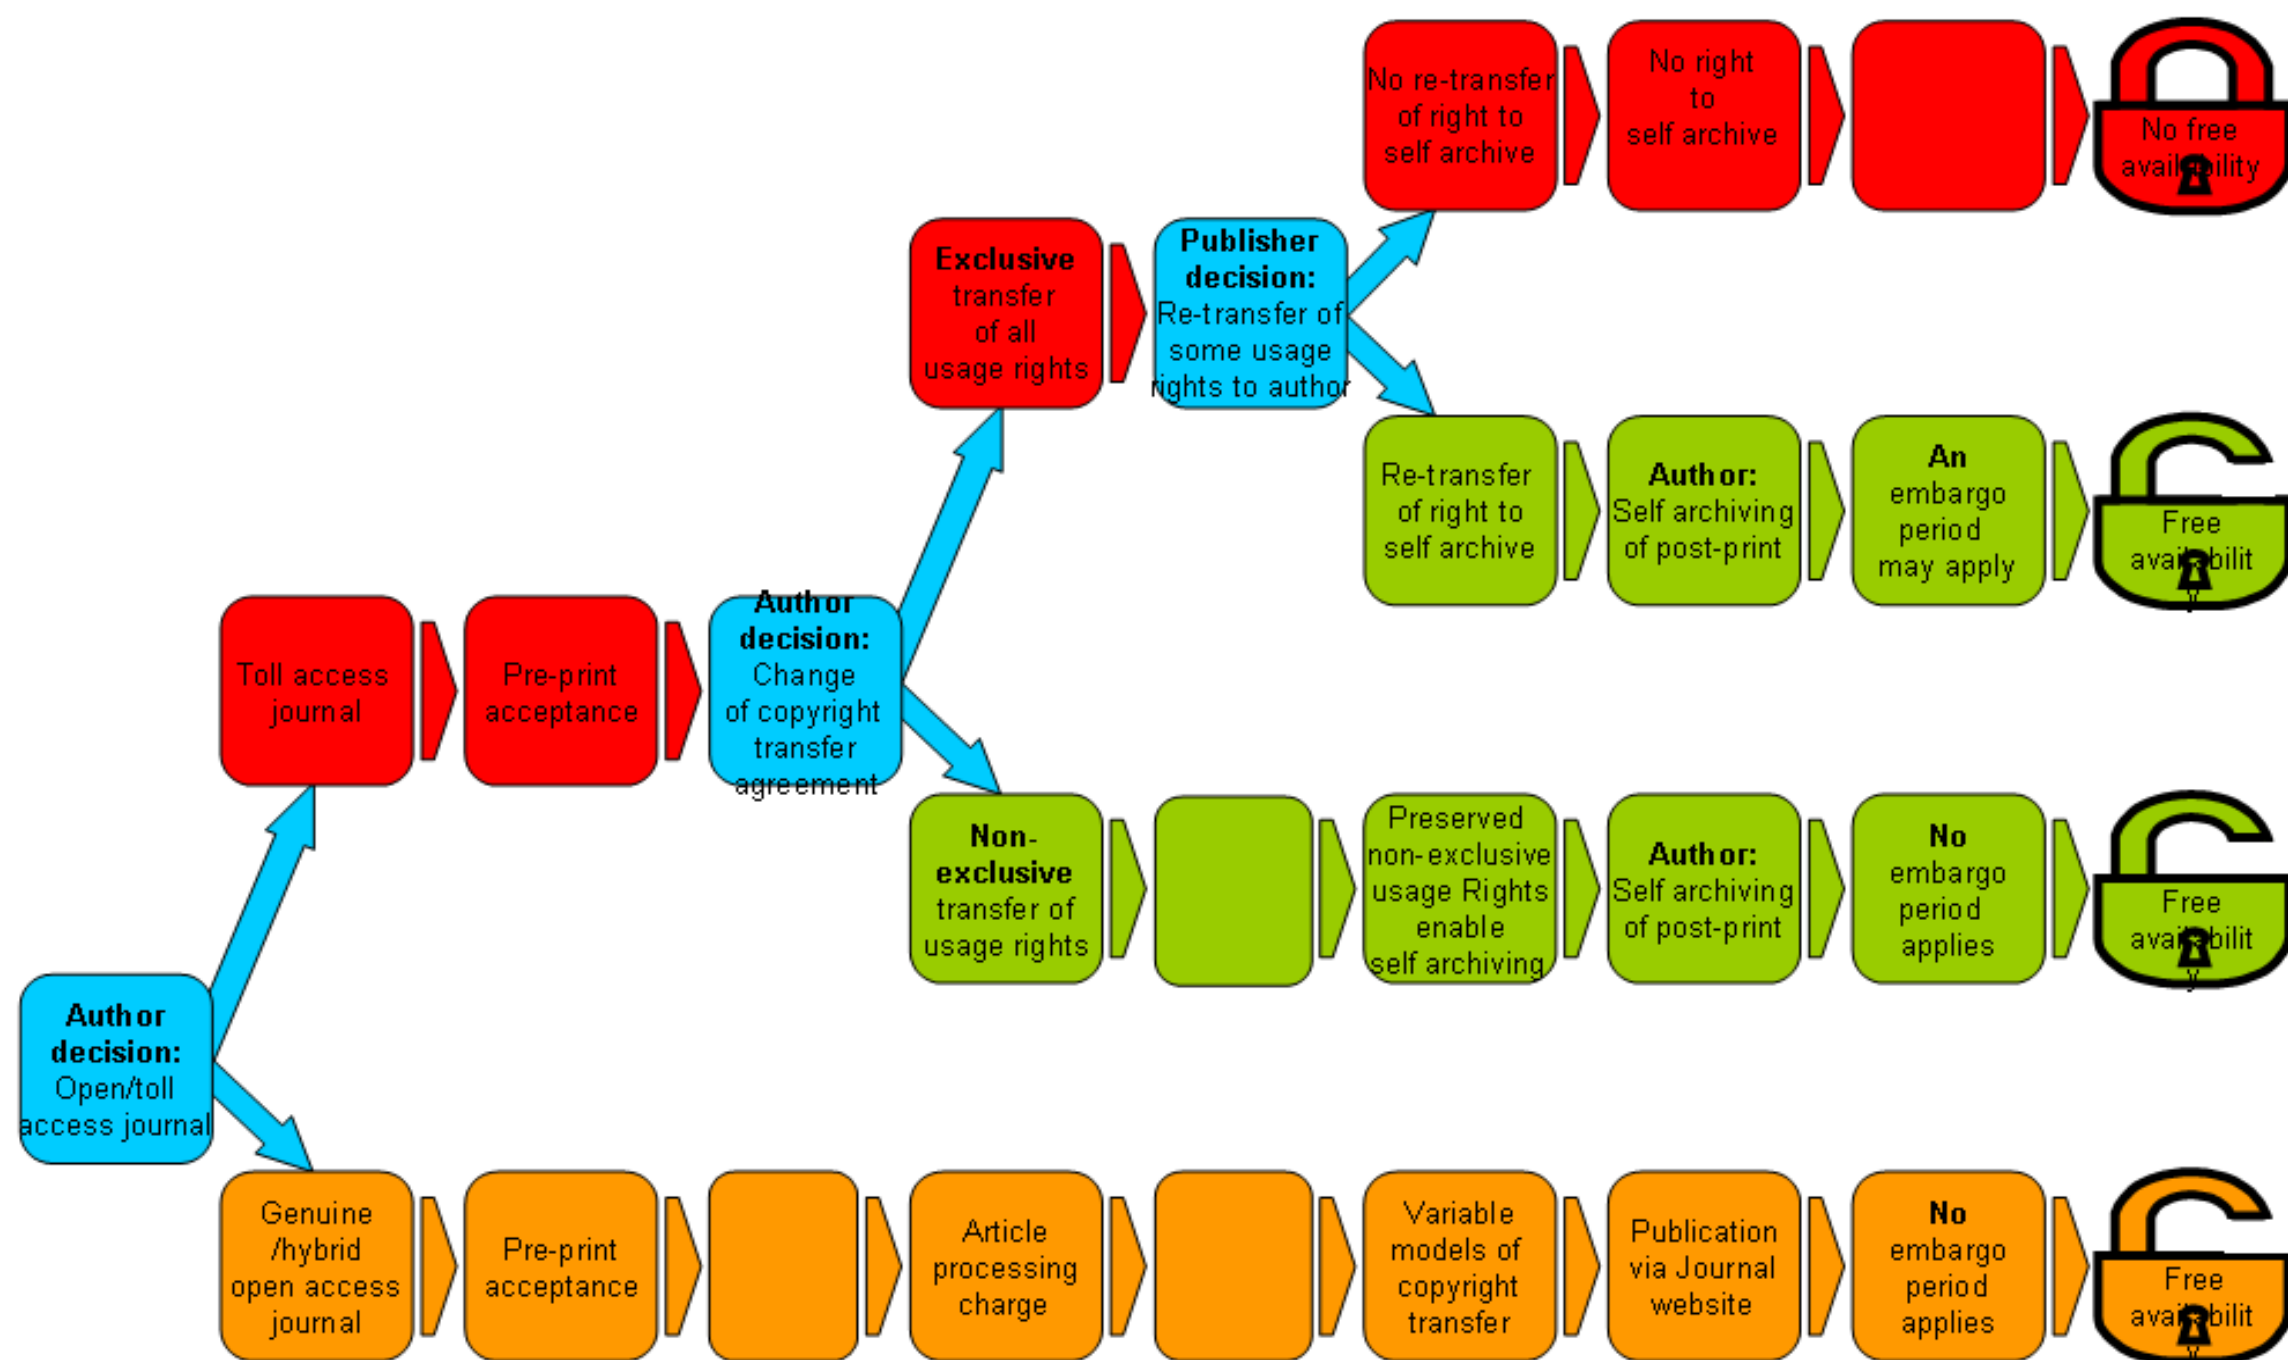 No re-transfer
of right to
self archive
No right
to
self archive
No free
availability
Exclusive
transfer
of all
usage rights
Publisher
decision:
Re-transfer of
some usage
rights to author
Re-transfer
of right to
self archive
Author:
Self archiving
of post-print
An
embargo
period
may apply
Free
availabilit
y
Toll access
journal
Pre-print
acceptance
Author
decision:
Change
of copyright
transfer
agreement
Non-
exclusive
transfer of
usage rights
Preserved
non-exclusive
usage Rights
enable
self archiving
Author:
Self archiving
of post-print
No
embargo
period
applies
Free
availabilit
y
Author
decision:
Open/toll
access journal
Genuine
/hybrid
open access
journal
Pre-print
acceptance
Article
processing
charge
Variable
models of
copyright
transfer
Publication
via Journal
website
No
embargo
period
applies
Free
availabilit
y